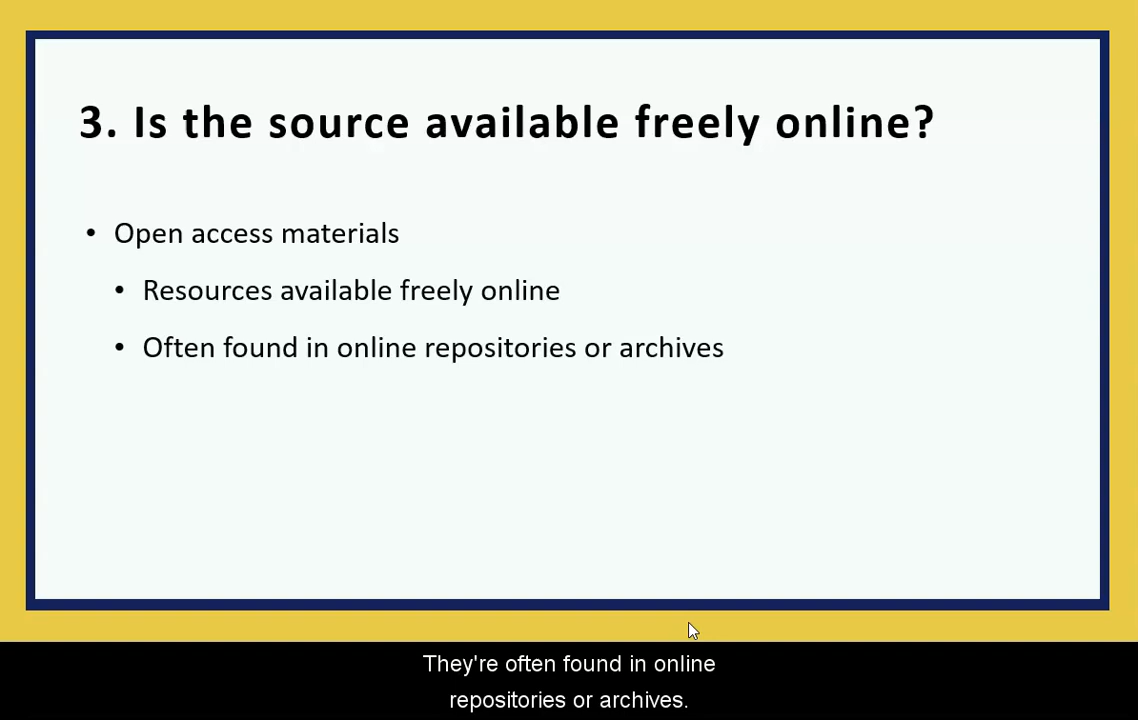 3. Is the source available freely online?
• Open access materials
• Resources available freely online
• Often found in online repositories or archives
They're often found in online
repositories or archives.